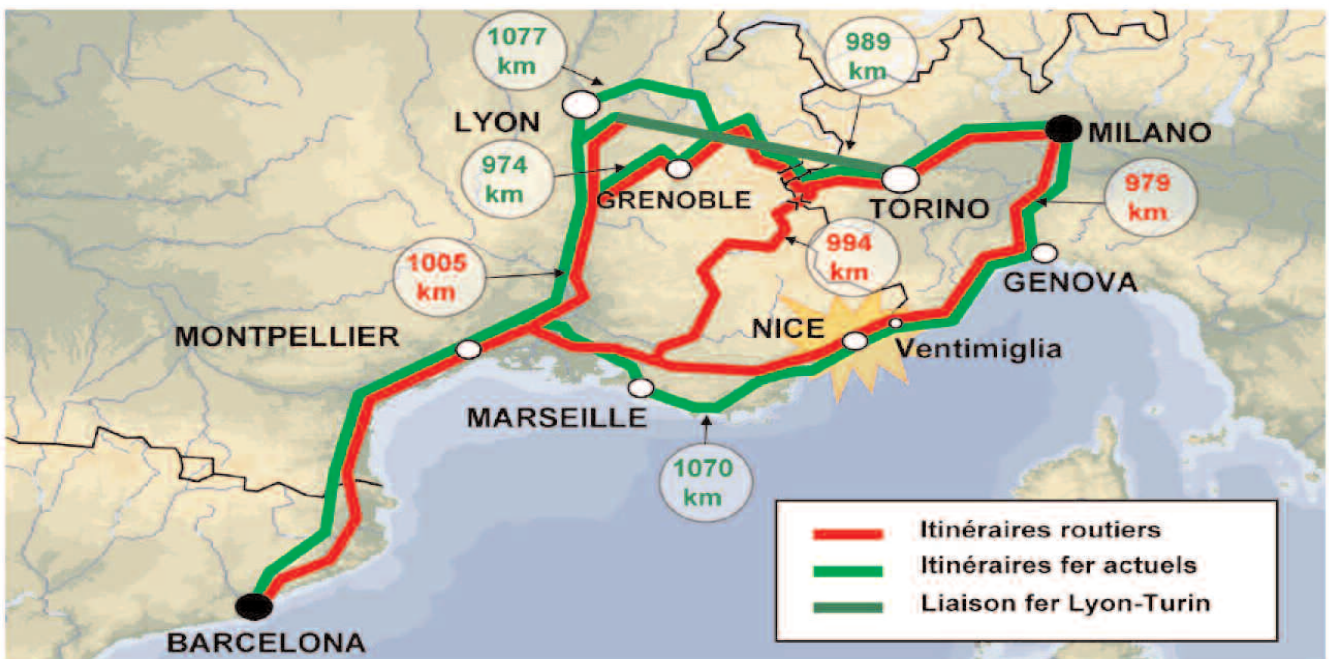 1077
km
989
km
LYON
MILANO
974
km
GRENOBLE
TORINO
979
km
1005
km
994
km
GENOVA
MONTPELLIER
NICE
Ventimiglia
MARSEILLE
1070
km
Itinéraires routiers
Itinéraires fer actuels
Liaison fer Lyon-Turin
BARCELONA